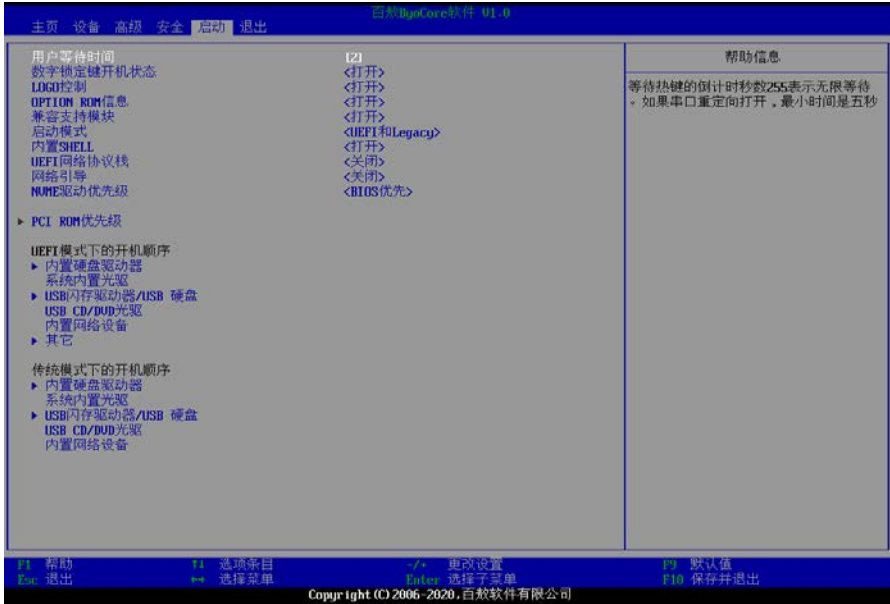 百敖ByoCore软件 V1.0
主页 设备 高级 安全 启动 退出
用户等待时间 [2]
数字锁定键开机状态 <打开>
LOGO控制 <打开>
OPTION ROM信息 <打开>
兼容支持模块 <打开>
启动模式 <UEFI和Legacy>
内置SHELL <打开>
UEFI网络协议栈 <关闭>
网络引导 <关闭>
NVME驱动优先级 <BIOS优先>
▶ PCI ROM优先级
UEFI模式下的开机顺序
▶ 内置硬盘驱动器
系统内置光驱
▶ USB闪存驱动器/USB 硬盘
USB CD/DVD光驱
内置网络设备
▶ 其它
传统模式下的开机顺序
▶ 内置硬盘驱动器
系统内置光驱
▶ USB闪存驱动器/USB 硬盘
USB CD/DVD光驱
内置网络设备
帮助信息
等待热键的倒计时秒数255表示无限等待
。如果串口重定向打开，最小时间是五秒
F1 帮助 ↑↓ 选项条目 -/+ 更改设置 F9 默认值
Esc 退出 ↔ 选择菜单 Enter 选择子菜单 F10 保存并退出
Copyright (C) 2006-2020,百敖软件有限公司